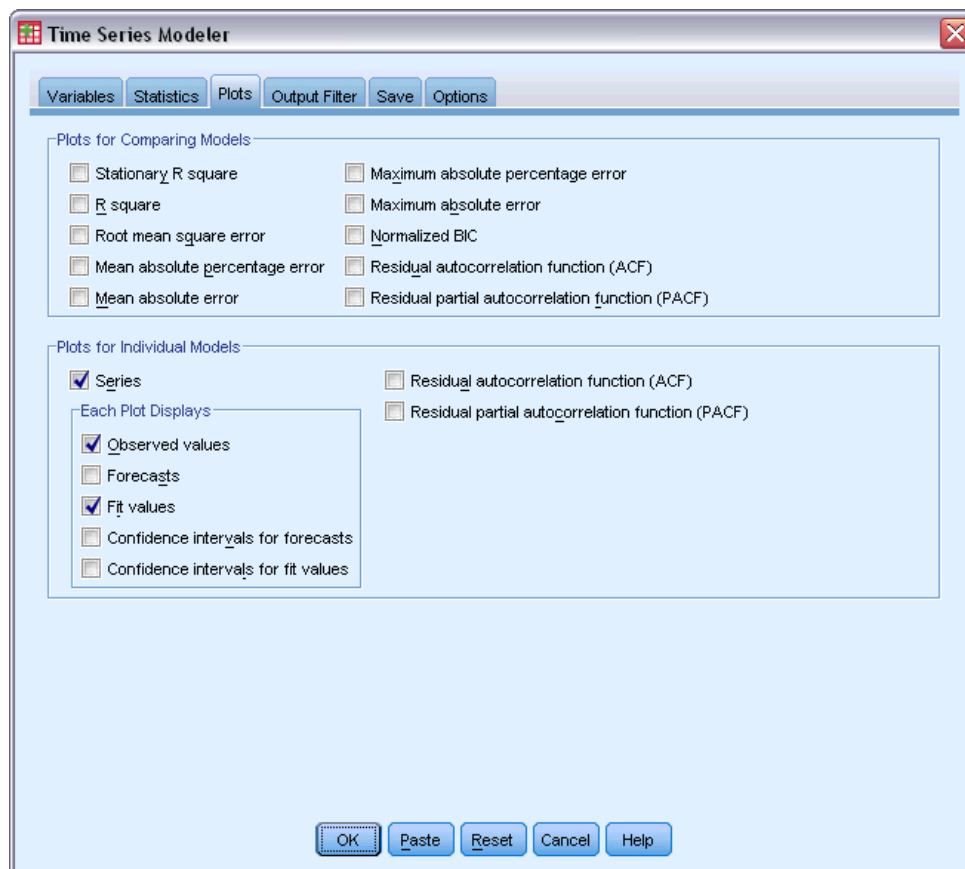 Time Series Modeler
Variables Statistics Plots Output Filter Save Options
Plots for Comparing Models
Stationary R square
R square
Root mean square error
Mean absolute percentage error
Mean absolute error
Maximum absolute percentage error
Maximum absolute error
Normalized BIC
Residual autocorrelation function (ACF)
Residual partial autocorrelation function (PACF)
Plots for Individual Models
Series
Each Plot Displays
Observed values
Forecasts
Fit values
Confidence intervals for forecasts
Confidence intervals for fit values
Residual autocorrelation function (ACF)
Residual partial autocorrelation function (PACF)
OK Paste Reset Cancel Help